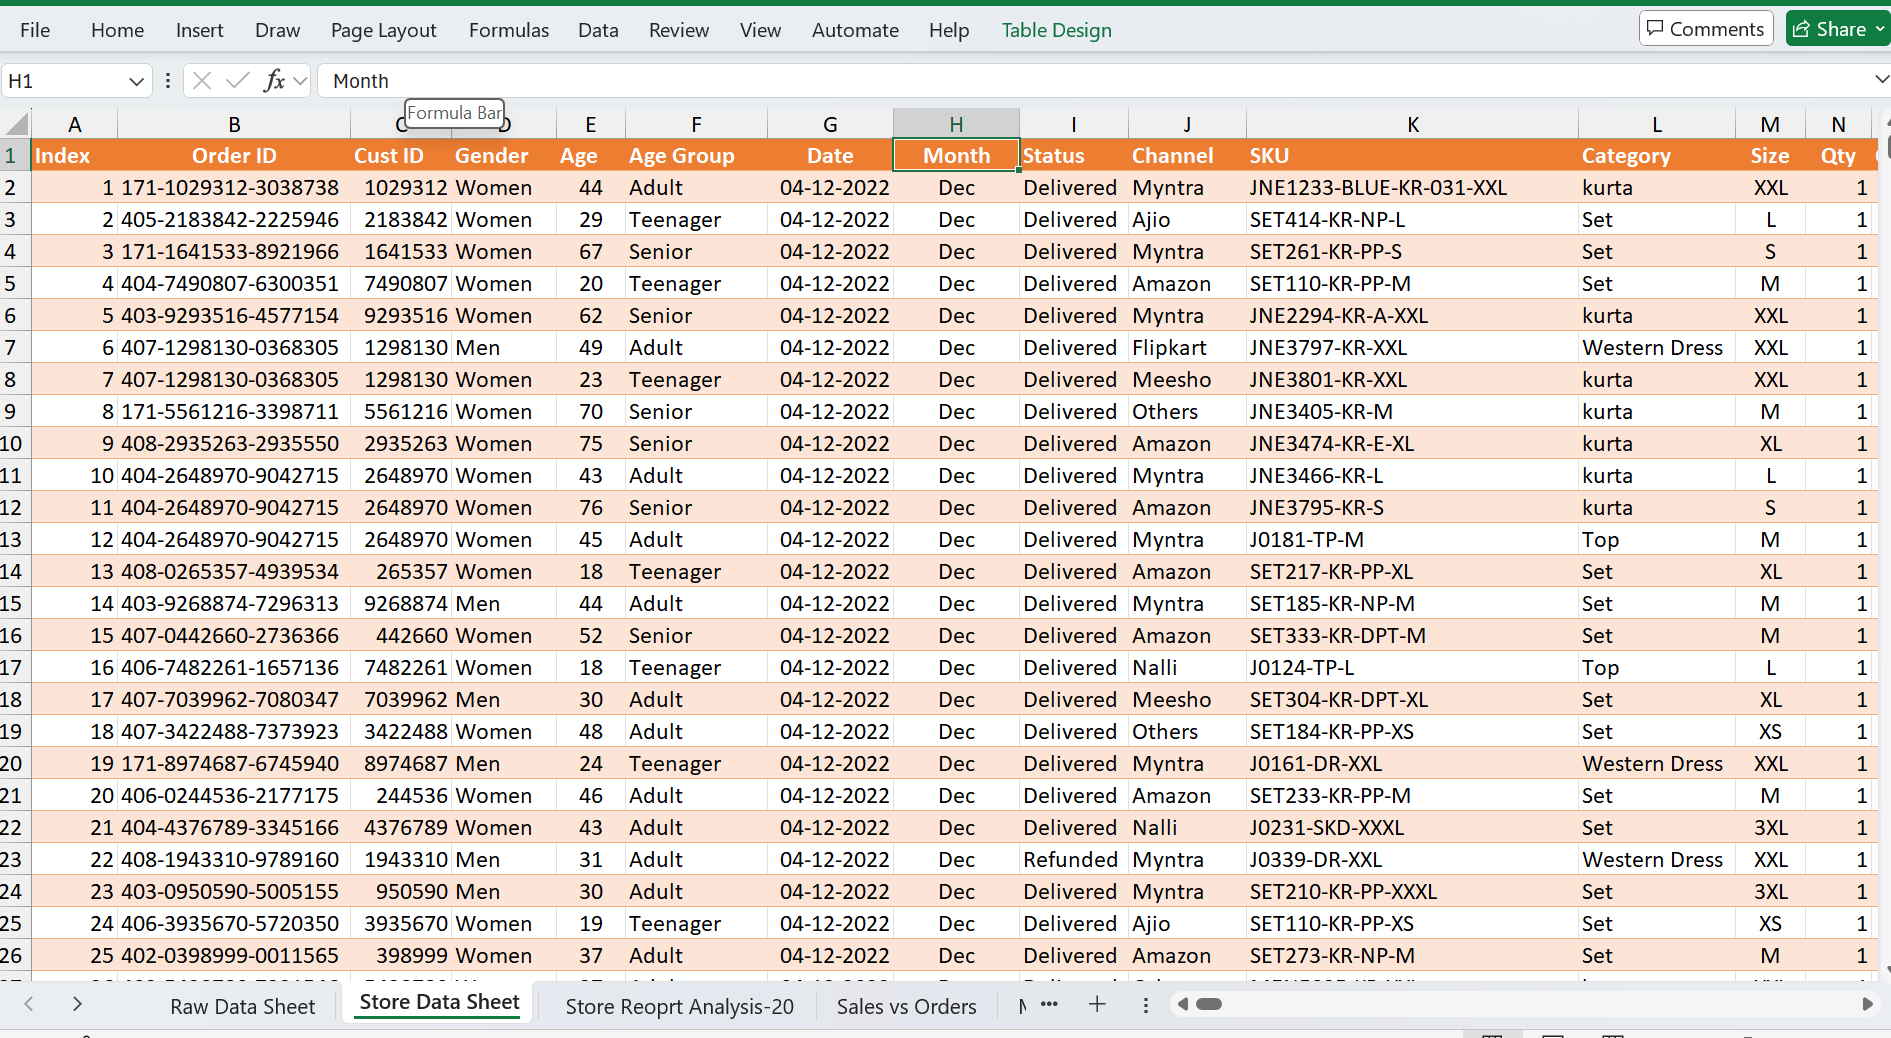 File Home Insert Draw Page Layout Formulas Data Review View Automate Help Table Design Comments Share
H1 fx Month
Formula Bar
A B C D E F G H I J K L M N
1 Index Order ID Cust ID Gender Age Age Group Date Month Status Channel SKU Category Size Qty
2 1 171-1029312-3038738 1029312 Women 44 Adult 04-12-2022 Dec Delivered Myntra JNE1233-BLUE-KR-031-XXL kurta XXL 1
3 2 405-2183842-2225946 2183842 Women 29 Teenager 04-12-2022 Dec Delivered Ajio SET414-KR-NP-L Set L 1
4 3 171-1641533-8921966 1641533 Women 67 Senior 04-12-2022 Dec Delivered Myntra SET261-KR-PP-S Set S 1
5 4 404-7490807-6300351 7490807 Women 20 Teenager 04-12-2022 Dec Delivered Amazon SET110-KR-PP-M Set M 1
6 5 403-9293516-4577154 9293516 Women 62 Senior 04-12-2022 Dec Delivered Myntra JNE2294-KR-A-XXL kurta XXL 1
7 6 407-1298130-0368305 1298130 Men 49 Adult 04-12-2022 Dec Delivered Flipkart JNE3797-KR-XXL Western Dress XXL 1
8 7 407-1298130-0368305 1298130 Women 23 Teenager 04-12-2022 Dec Delivered Meesho JNE3801-KR-XXL kurta XXL 1
9 8 171-5561216-3398711 5561216 Women 70 Senior 04-12-2022 Dec Delivered Others JNE3405-KR-M kurta M 1
10 9 408-2935263-2935550 2935263 Women 75 Senior 04-12-2022 Dec Delivered Amazon JNE3474-KR-E-XL kurta XL 1
11 10 404-2648970-9042715 2648970 Women 43 Adult 04-12-2022 Dec Delivered Myntra JNE3466-KR-L kurta L 1
12 11 404-2648970-9042715 2648970 Women 76 Senior 04-12-2022 Dec Delivered Amazon JNE3795-KR-S kurta S 1
13 12 404-2648970-9042715 2648970 Women 45 Adult 04-12-2022 Dec Delivered Myntra J0181-TP-M Top M 1
14 13 408-0265357-4939534 265357 Women 18 Teenager 04-12-2022 Dec Delivered Amazon SET217-KR-PP-XL Set XL 1
15 14 403-9268874-7296313 9268874 Men 44 Adult 04-12-2022 Dec Delivered Myntra SET185-KR-NP-M Set M 1
16 15 407-0442660-2736366 442660 Women 52 Senior 04-12-2022 Dec Delivered Amazon SET333-KR-DPT-M Set M 1
17 16 406-7482261-1657136 7482261 Women 18 Teenager 04-12-2022 Dec Delivered Nalli J0124-TP-L Top L 1
18 17 407-7039962-7080347 7039962 Men 30 Adult 04-12-2022 Dec Delivered Meesho SET304-KR-DPT-XL Set XL 1
19 18 407-3422488-7373923 3422488 Women 48 Adult 04-12-2022 Dec Delivered Others SET184-KR-PP-XS Set XS 1
20 19 171-8974687-6745940 8974687 Men 24 Teenager 04-12-2022 Dec Delivered Myntra J0161-DR-XXL Western Dress XXL 1
21 20 406-0244536-2177175 244536 Women 46 Adult 04-12-2022 Dec Delivered Amazon SET233-KR-PP-M Set M 1
22 21 404-4376789-3345166 4376789 Women 43 Adult 04-12-2022 Dec Delivered Nalli J0231-SKD-XXXL Set 3XL 1
23 22 408-1943310-9789160 1943310 Men 31 Adult 04-12-2022 Dec Refunded Myntra J0339-DR-XXL Western Dress XXL 1
24 23 403-0950590-5005155 950590 Men 30 Adult 04-12-2022 Dec Delivered Myntra SET210-KR-PP-XXXL Set 3XL 1
25 24 406-3935670-5720350 3935670 Women 19 Teenager 04-12-2022 Dec Delivered Ajio SET110-KR-PP-XS Set XS 1
26 25 402-0398999-0011565 398999 Women 37 Adult 04-12-2022 Dec Delivered Amazon SET273-KR-NP-M Set M 1
Raw Data Sheet Store Data Sheet Store Reoprt Analysis-20 Sales vs Orders